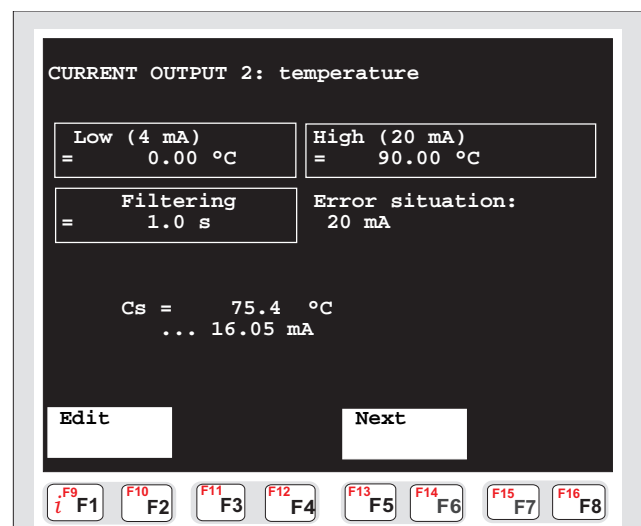 CURRENT OUTPUT 2: temperature
Low (4 mA)
= 0.00 °C
High (20 mA)
= 90.00 °C
Filtering
= 1.0 s
Error situation:
20 mA
Cs = 75.4 °C
... 16.05 mA
Edit
Next
F9 F10 F11 F12 F13 F14 F15 F16
i F1 F2 F3 F4 F5 F6 F7 F8